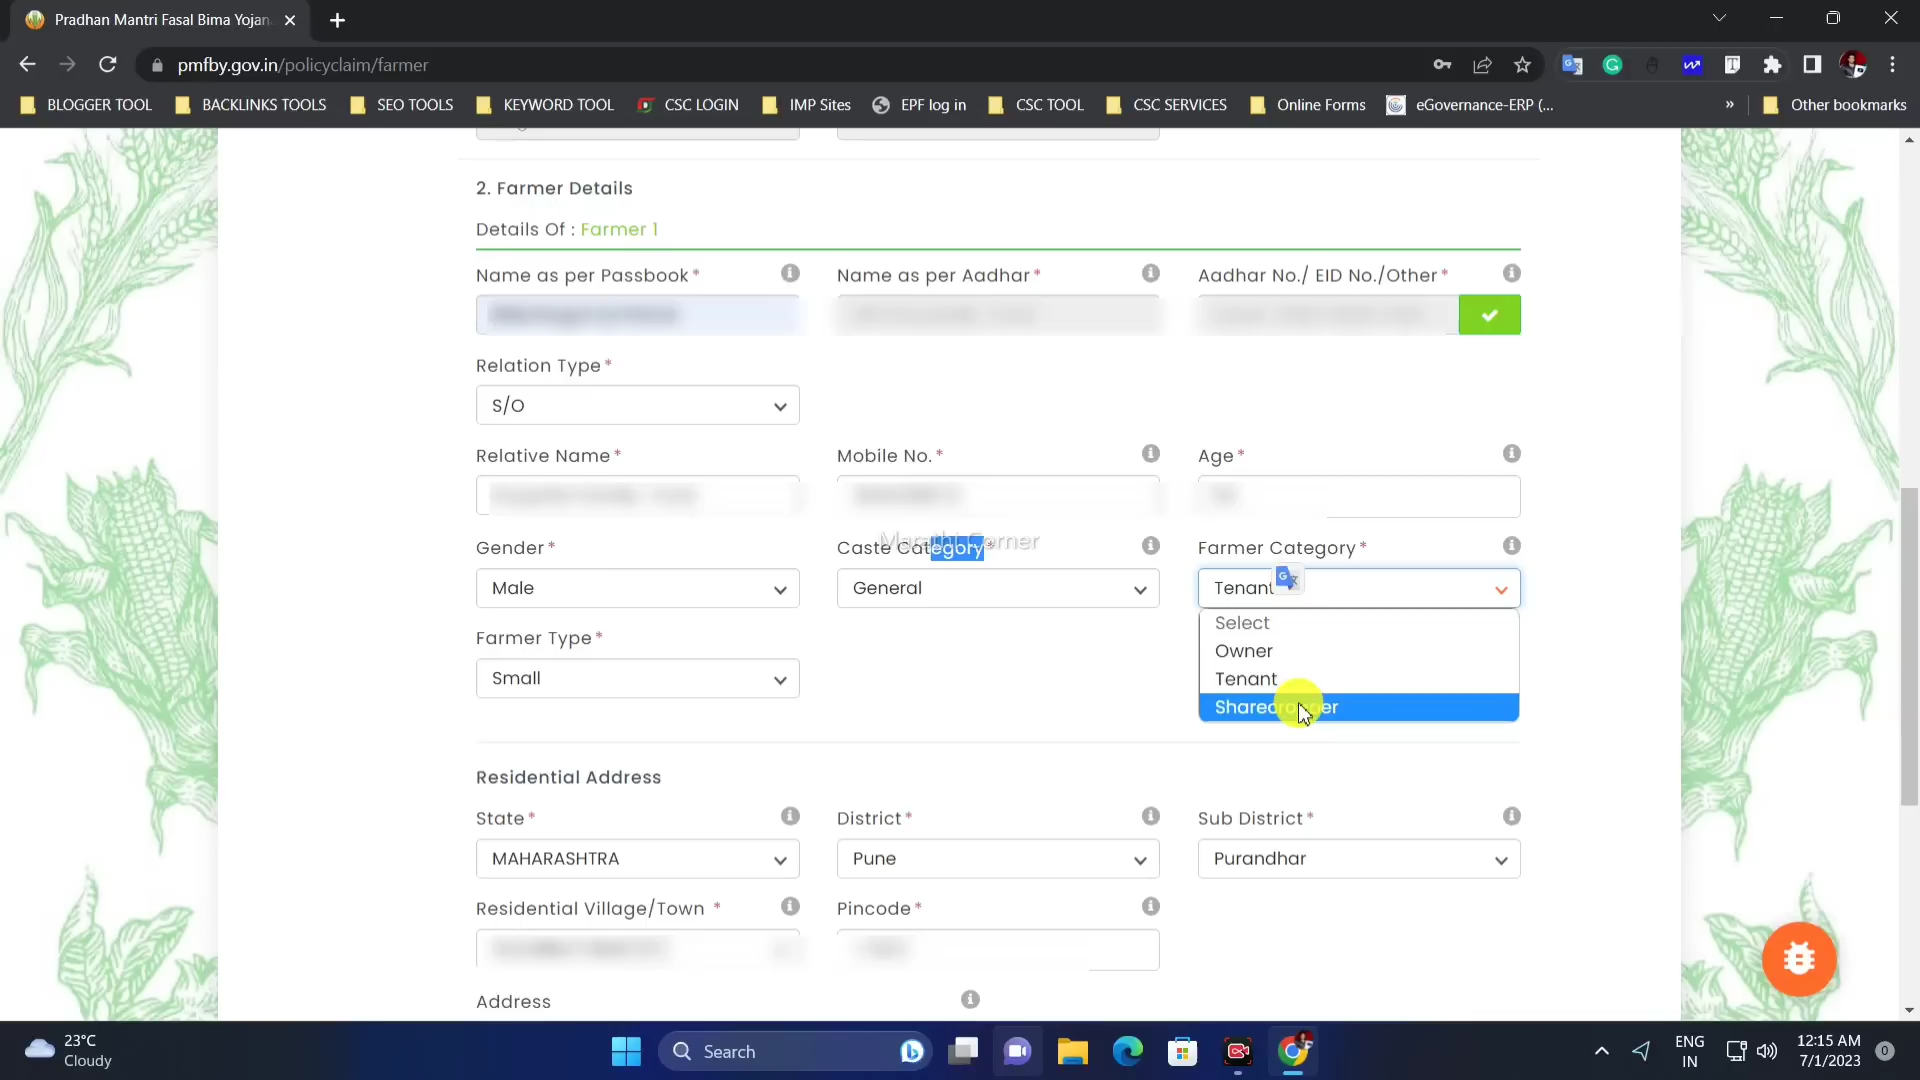 Pradhan Mantri Fasal Bima Yojan
pmfby.gov.in/policyclaim/farmer
BLOGGER TOOL BACKLINKS TOOLS SEO TOOLS KEYWORD TOOL CSC LOGIN IMP Sites EPF log in CSC TOOL CSC SERVICES Online Forms eGovernance-ERP (... » Other bookmarks
2. Farmer Details
Details Of : Farmer 1
Name as per Passbook* Name as per Aadhar* Aadhar No./ EID No./Other*
Relation Type*
S/O
Relative Name* Mobile No.* Age*
Marathi Corner
Gender* Caste Category Farmer Category*
Male General Tenant
Select
Farmer Type* Owner
Small Tenant
Sharecropper
Residential Address
State* District* Sub District*
MAHARASHTRA Pune Purandhar
Residential Village/Town * Pincode*
Address
23°C
Cloudy
Search
ENG
IN
12:15 AM
7/1/2023
0